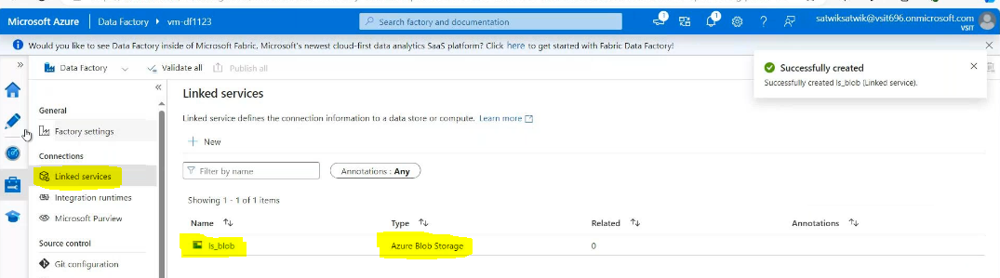 Microsoft Azure Data Factory > vm-df1123 Search factory and documentation 1 1 satwiksatwik@vsit696.onmicrosoft.com
VSIT
Would you like to see Data Factory inside of Microsoft Fabric, Microsoft's newest cloud-first data analytics SaaS platform? Click here to get started with Fabric Data Factory!
Data Factory Validate all Publish all
Successfully created
Successfully created ls_blob (Linked service).
General
Factory settings
Connections
Linked services
Integration runtimes
Microsoft Purview
Source control
Git configuration
Linked services
Linked service defines the connection information to a data store or compute. Learn more
New
Filter by name Annotations : Any
Showing 1 - 1 of 1 items
Name Type Related Annotations
ls_blob Azure Blob Storage 0